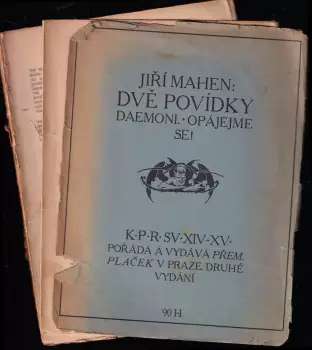 JIŘÍ MAHEN:
DVĚ POVÍDKY
DAEMONI. • OPÁJEJME
SE!
K•P•R•SV•XIV•XV•
POŘÁDÁ A VYDÁVÁ PŘEM.
PLAČEK V PRAZE. DRUHÉ
VYDÁNÍ
90 H